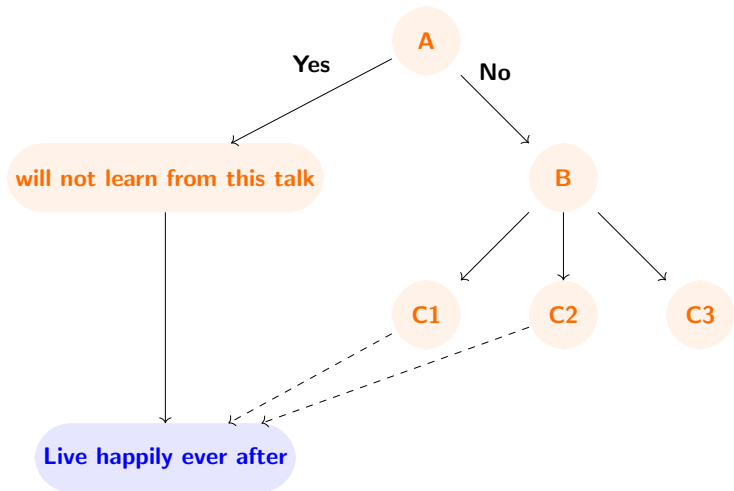 A
Yes
No
will not learn from this talk
B
C1
C2
C3
Live happily ever after